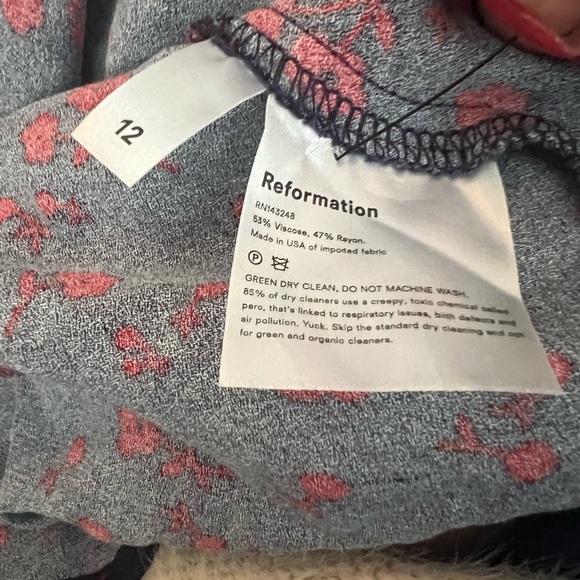 12
Reformation
RN143248
53% Viscose, 47% Rayon.
Made in USA of imported fabric
P
GREEN DRY CLEAN, DO NOT MACHINE WASH.
85% of dry cleaners use a creepy, toxic chemical called
perc, that's linked to respiratory issues, birth defects and
air pollution. Yuck. Skip the standard dry cleaning and opt
for green and organic cleaners.